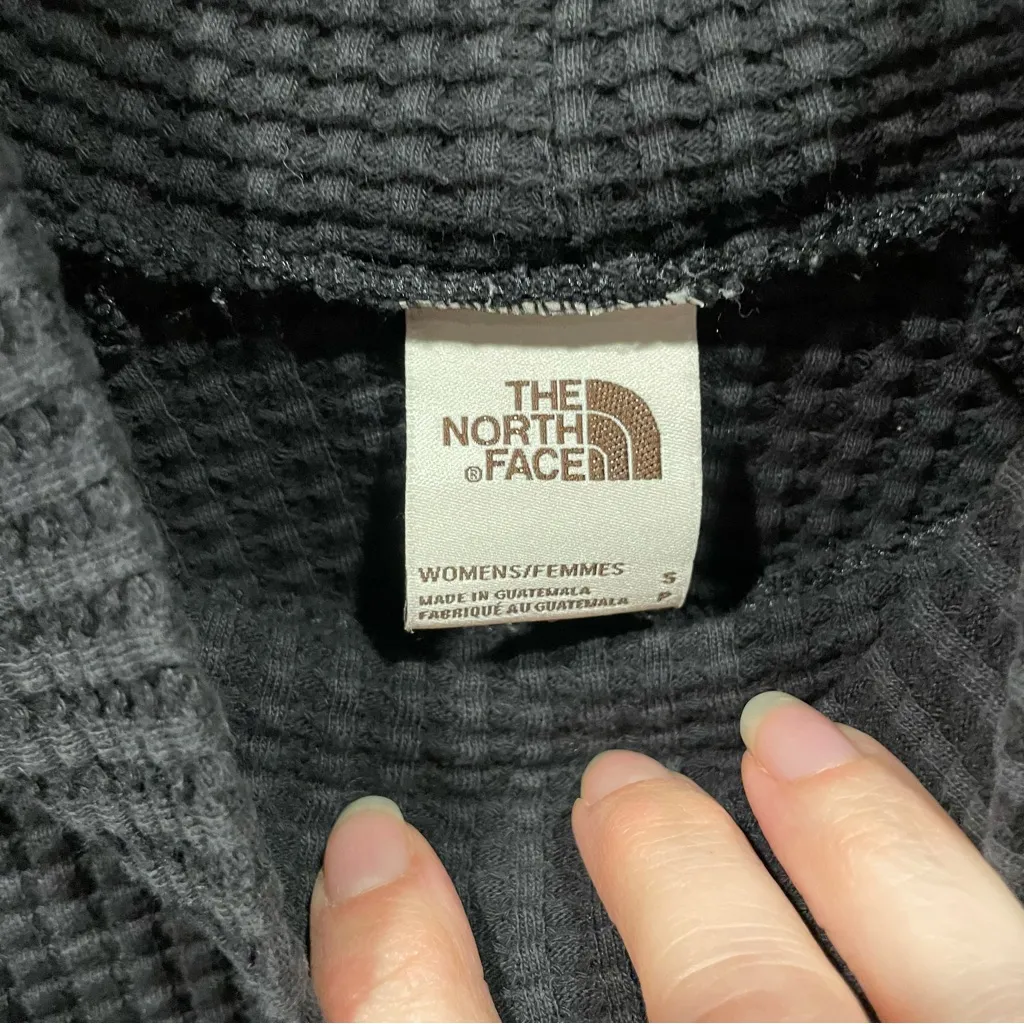 THE
NORTH
® FACE
WOMENS/FEMMES S
MADE IN GUATEMALA P
FABRIQUÉ AU GUATEMALA